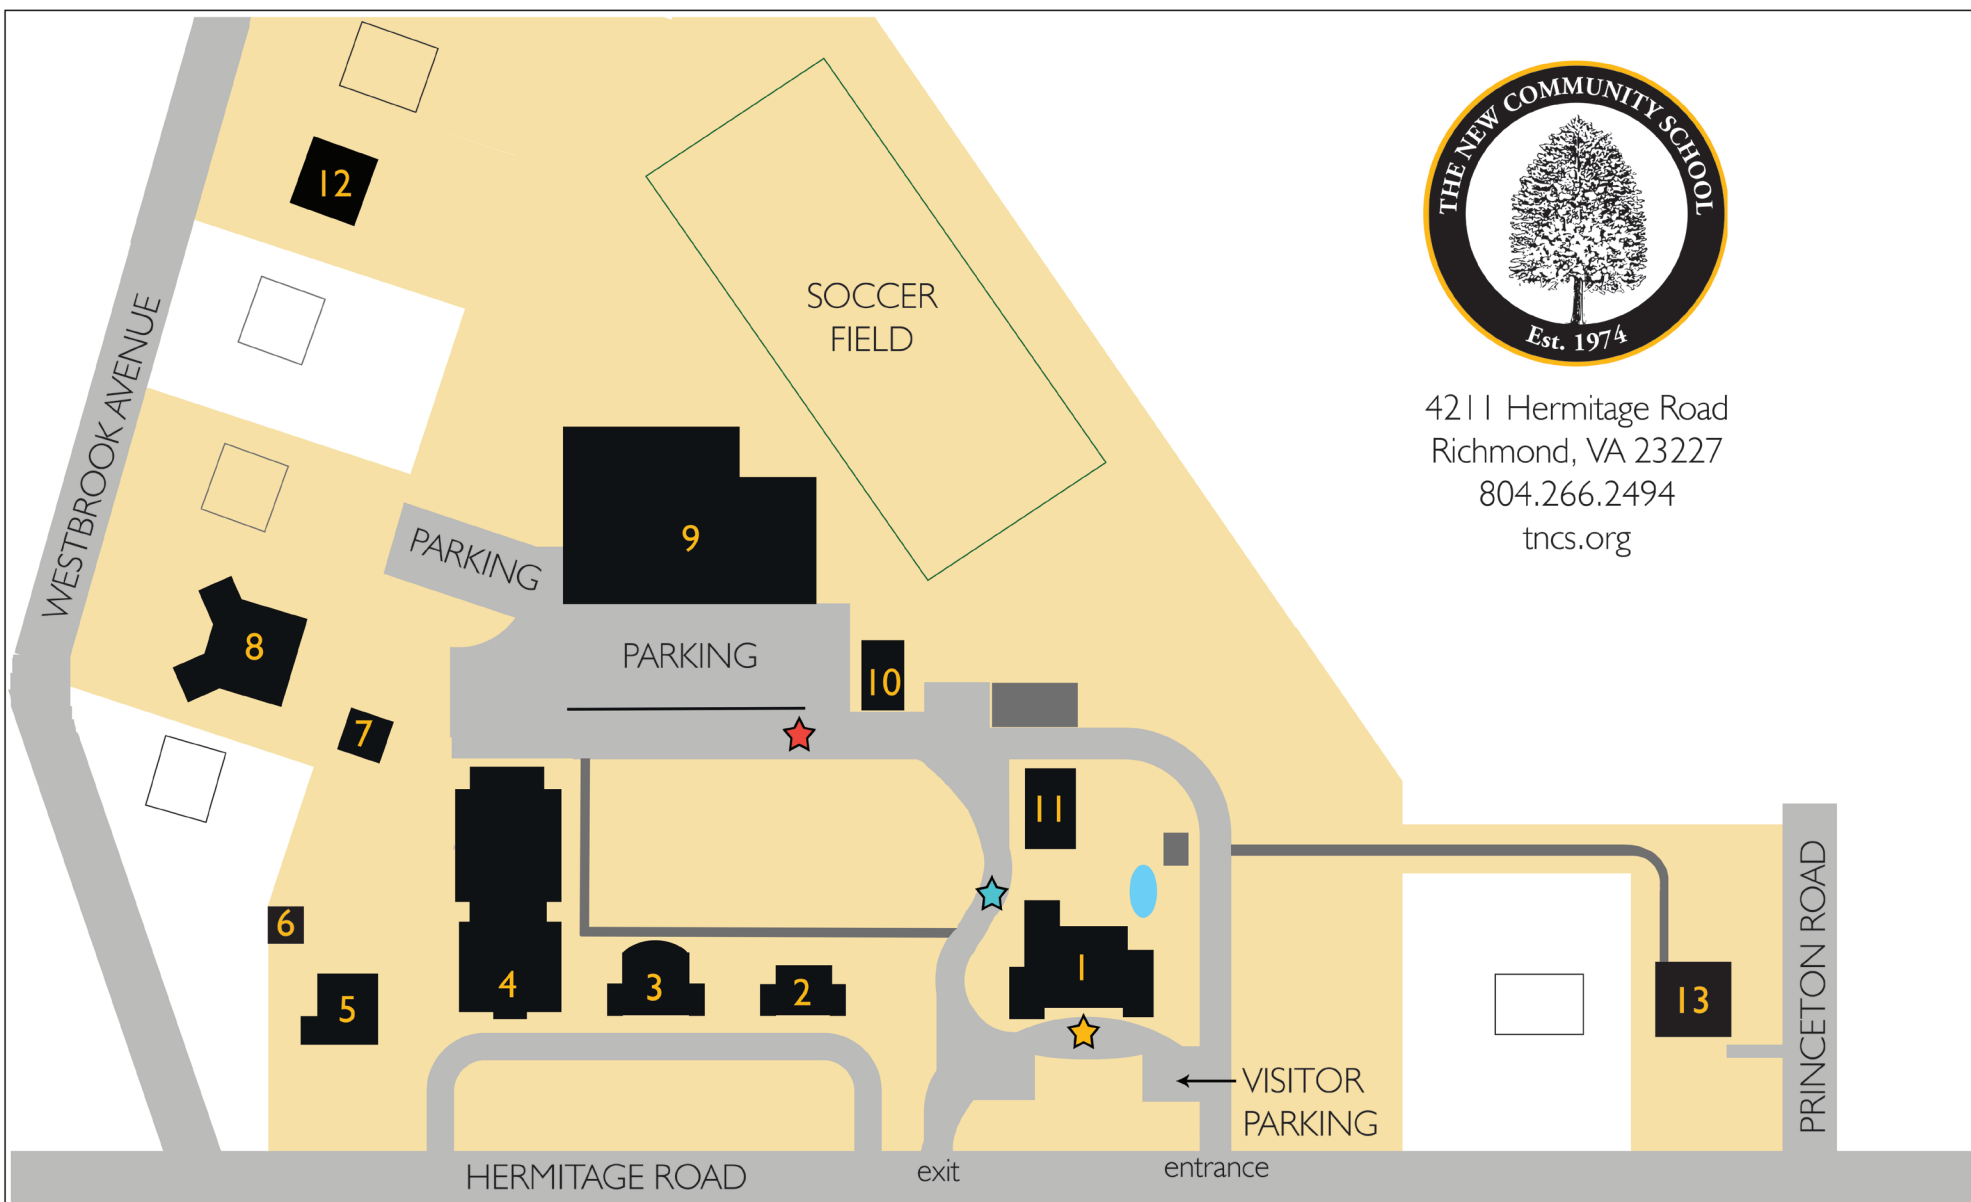 THE NEW COMMUNITY SCHOOL
Est. 1974
4211 Hermitage Road
Richmond, VA 23227
804.266.2494
tncs.org
12
SOCCER
FIELD
WESTBROOK AVENUE
PARKING
9
8
PARKING
10
7
11
6
4
3
2
1
5
13
PRINCETON ROAD
VISITOR
PARKING
HERMITAGE ROAD
exit
entrance